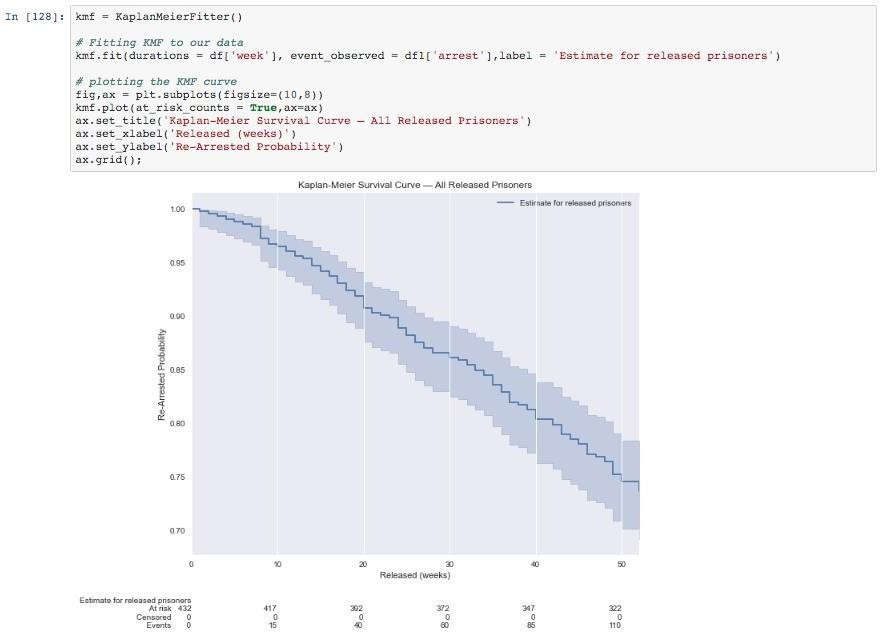 In [128]:
kmf = KaplanMeierFitter()
# Fitting KMF to our data
kmf.fit(durations = df['week'], event_observed = df1['arrest'],label = 'Estimate for released prisoners')
# plotting the KMF curve
fig,ax = plt.subplots(figsize=(10,8))
kmf.plot(at_risk_counts = True,ax=ax)
ax.set_title('Kaplan-Meier Survival Curve — All Released Prisoners')
ax.set_xlabel('Released (weeks)')
ax.set_ylabel('Re-Arrested Probability')
ax.grid();
Kaplan-Meier Survival Curve — All Released Prisoners
Estimate for released prisoners
1.00
0.95
0.90
0.85
0.80
0.75
0.70
Re-Arrested Probability
0 10 20 30 40 50
Released (weeks)
Estimate for released prisoners
At risk 432 417 392 372 347 322
Censored 0 0 0 0 0 0
Events 0 15 40 60 85 110